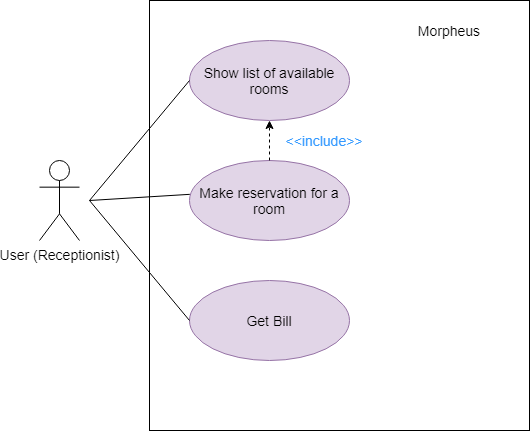 Morpheus
Show list of available
rooms
<<include>>
Make reservation for a
room
User (Receptionist)
Get Bill